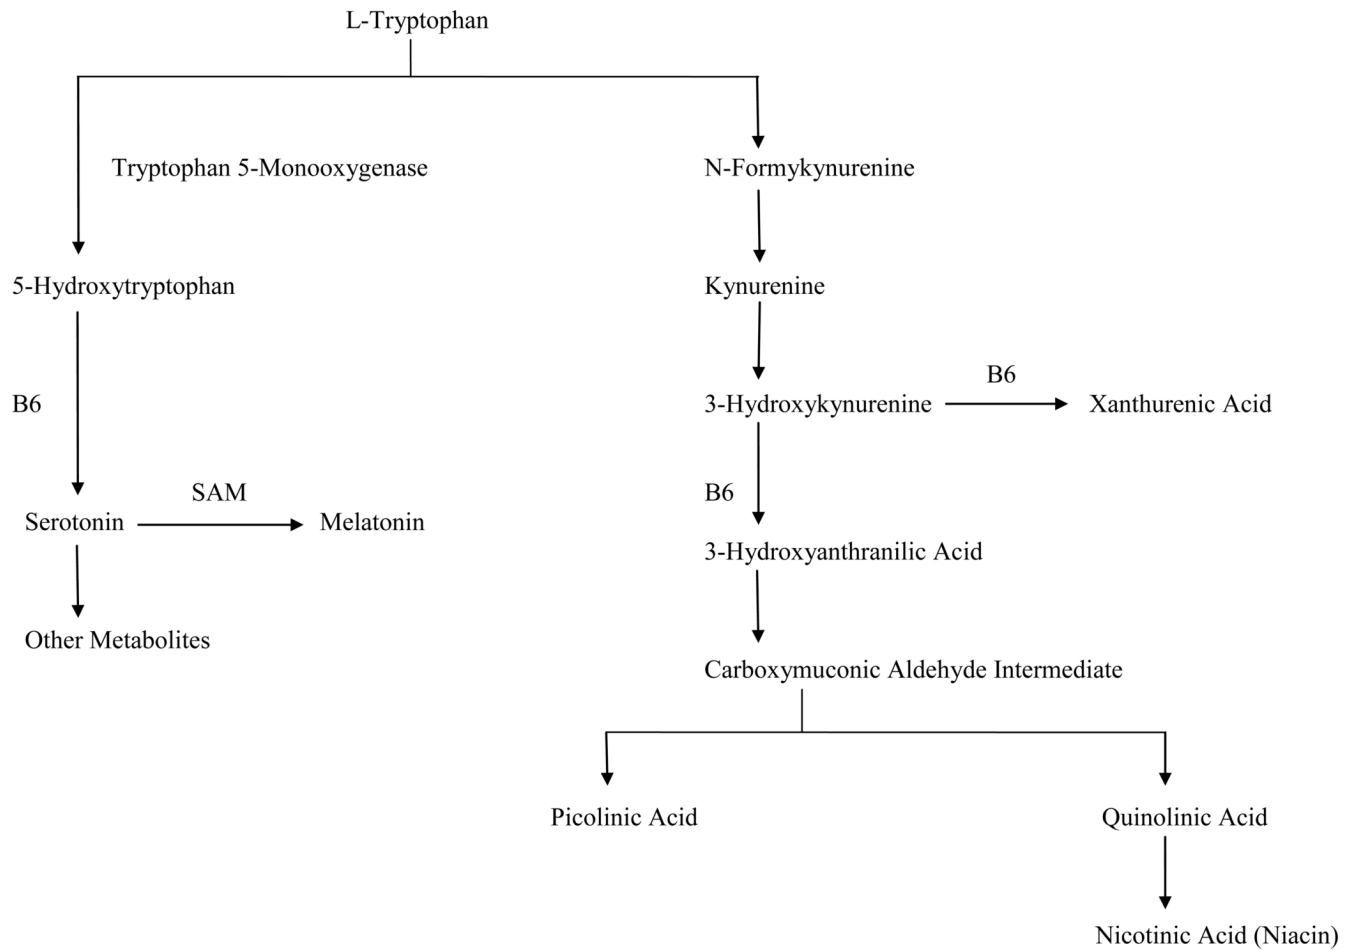 L-Tryptophan
Tryptophan 5-Monooxygenase
N-Formykynurenine
5-Hydroxytryptophan
Kynurenine
B6
B6
3-Hydroxykynurenine
Xanthurenic Acid
SAM
B6
Serotonin
Melatonin
3-Hydroxyanthranilic Acid
Other Metabolites
Carboxymuconic Aldehyde Intermediate
Picolinic Acid
Quinolinic Acid
Nicotinic Acid (Niacin)